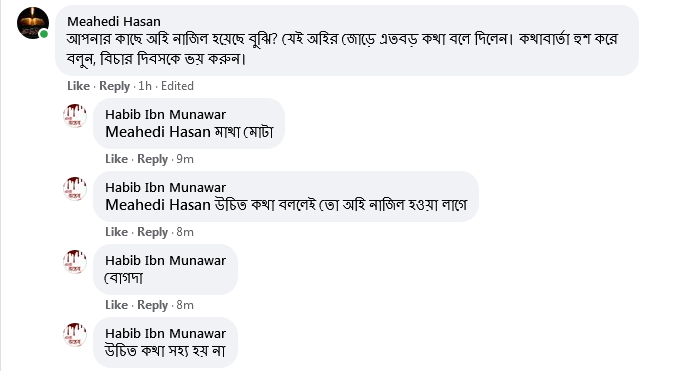 Meahedi Hasan
আপনার কাছে অহি নাজিল হয়েছে বুঝি? যেই অহির জোড়ে এতবড় কথা বলে দিলেন। কথাবার্তা হুশ করে
বলুন, বিচার দিবসকে ভয় করুন।
Like · Reply · 1h · Edited
Habib Ibn Munawar
Meahedi Hasan মাথা মোটা
Like · Reply · 9m
Habib Ibn Munawar
Meahedi Hasan উচিত কথা বললেই তো অহি নাজিল হওয়া লাগে
Like · Reply · 8m
Habib Ibn Munawar
বোগদা
Like · Reply · 8m
Habib Ibn Munawar
উচিত কথা সহ্য হয় না